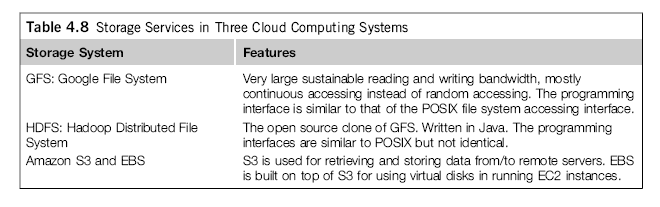 Table 4.8 Storage Services in Three Cloud Computing Systems
Storage System Features
GFS: Google File System Very large sustainable reading and writing bandwidth, mostly
continuous accessing instead of random accessing. The programming
interface is similar to that of the POSIX file system accessing interface.
HDFS: Hadoop Distributed File The open source clone of GFS. Written in Java. The programming
System interfaces are similar to POSIX but not identical.
Amazon S3 and EBS S3 is used for retrieving and storing data from/to remote servers. EBS
is built on top of S3 for using virtual disks in running EC2 instances.